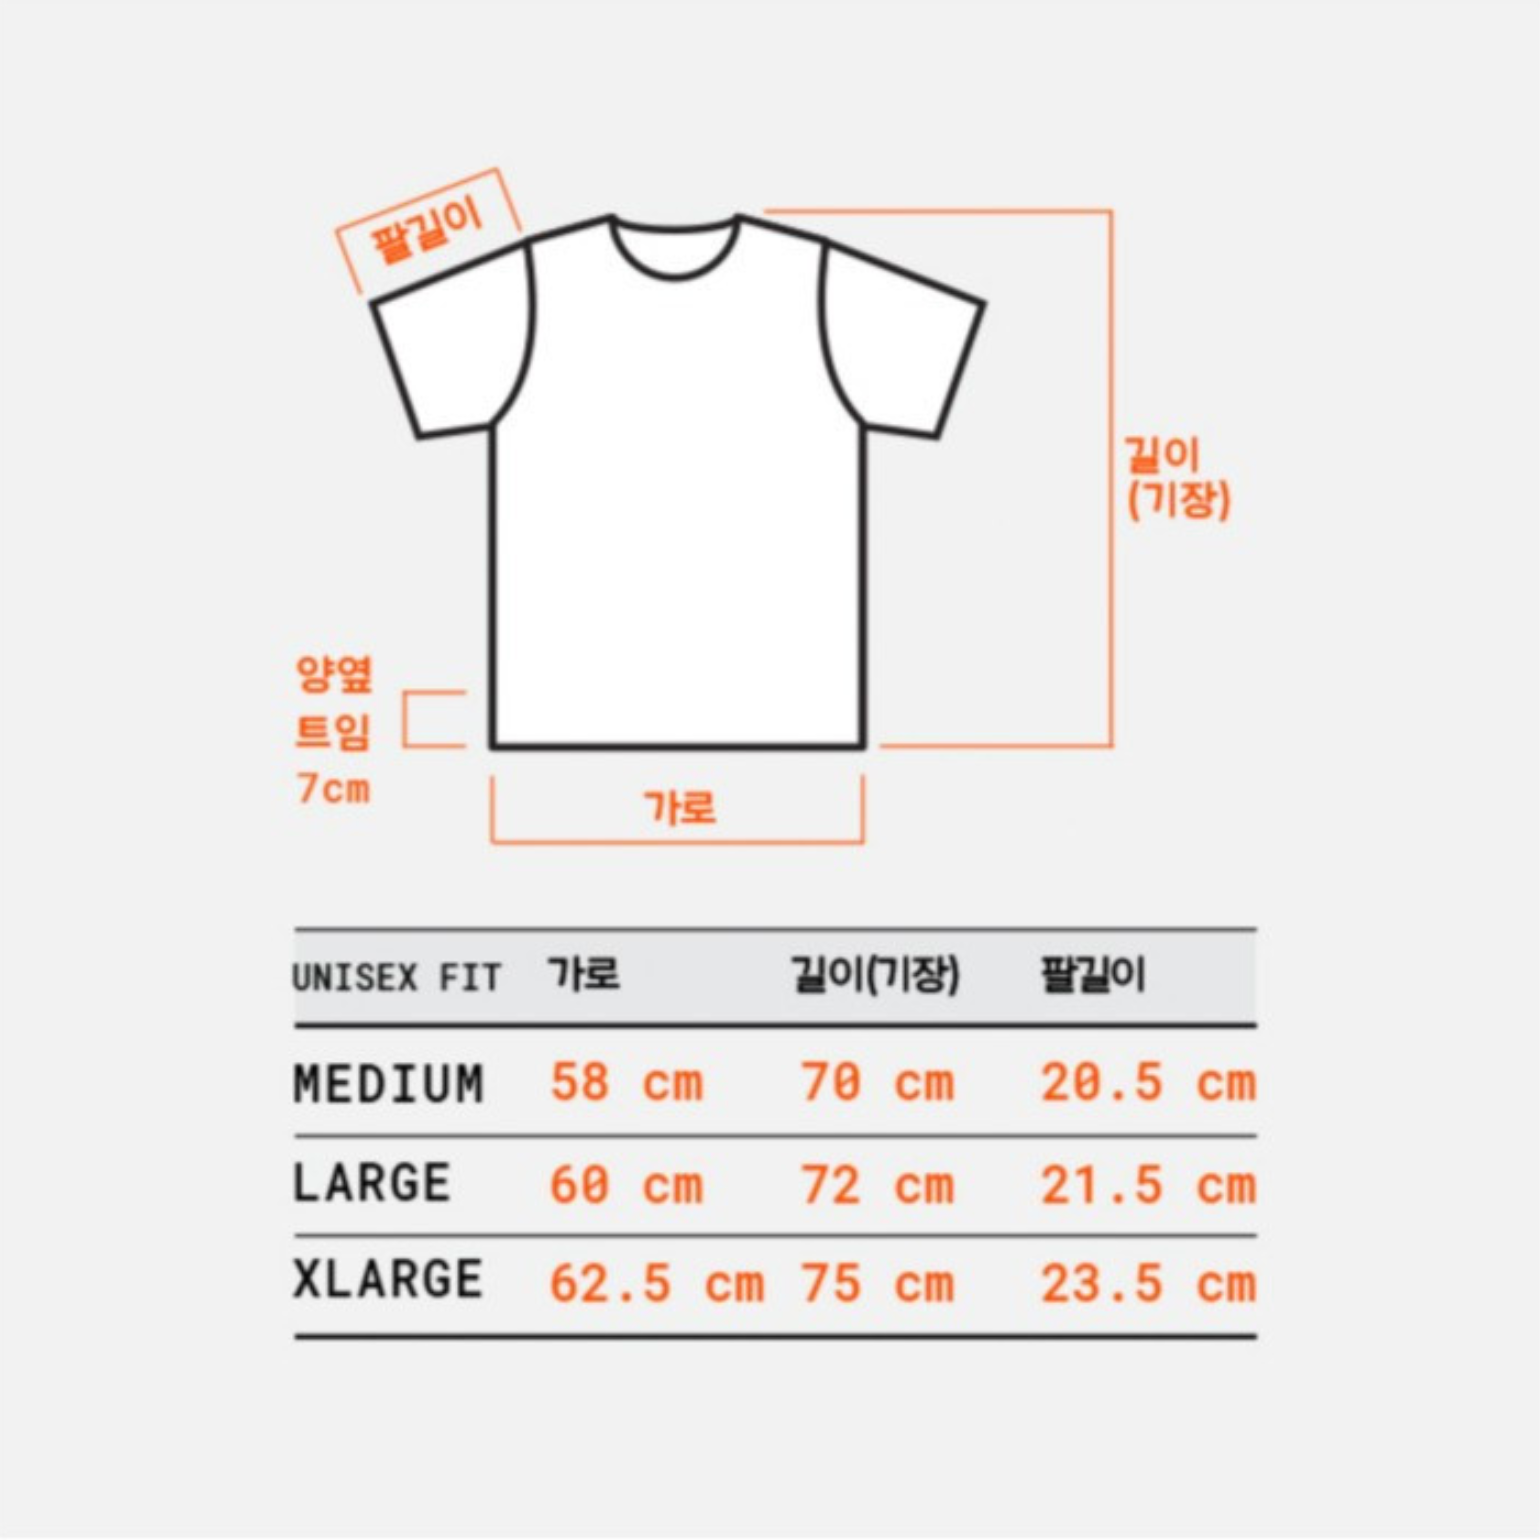 팔길이
길이
(기장)
양옆
트임
7cm
가로
UNISEX FIT 가로 길이(기장) 팔길이
MEDIUM 58 cm 70 cm 20.5 cm
LARGE 60 cm 72 cm 21.5 cm
XLARGE 62.5 cm 75 cm 23.5 cm